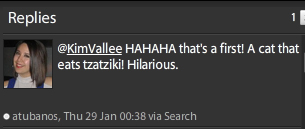 Replies 1
@KimVallee HAHAHA that's a first! A cat that
eats tzatziki! Hilarious.
atubanos, Thu 29 Jan 00:38 via Search